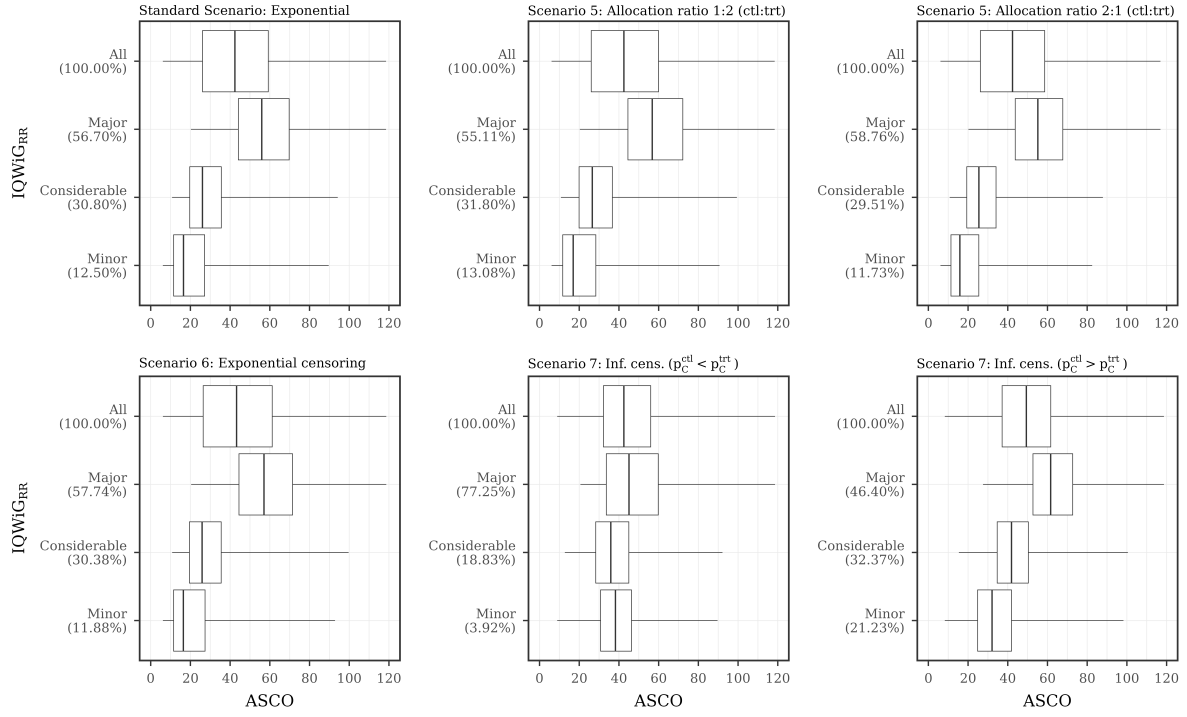 Standard Scenario: Exponential
Scenario 5: Allocation ratio 1:2 (ctl:trt)
Scenario 5: Allocation ratio 2:1 (ctl:trt)
IQWiG_RR
All
(100.00%)
Major
(56.70%)
Considerable
(30.80%)
Minor
(12.50%)
0 20 40 60 80 100 120
All
(100.00%)
Major
(55.11%)
Considerable
(31.80%)
Minor
(13.08%)
0 20 40 60 80 100 120
All
(100.00%)
Major
(58.76%)
Considerable
(29.51%)
Minor
(11.73%)
0 20 40 60 80 100 120
Scenario 6: Exponential censoring
Scenario 7: Inf. cens. (p_C^ctl < p_C^trt )
Scenario 7: Inf. cens. (p_C^ctl > p_C^trt )
IQWiG_RR
All
(100.00%)
Major
(57.74%)
Considerable
(30.38%)
Minor
(11.88%)
0 20 40 60 80 100 120
ASCO
All
(100.00%)
Major
(77.25%)
Considerable
(18.83%)
Minor
(3.92%)
0 20 40 60 80 100 120
ASCO
All
(100.00%)
Major
(46.40%)
Considerable
(32.37%)
Minor
(21.23%)
0 20 40 60 80 100 120
ASCO